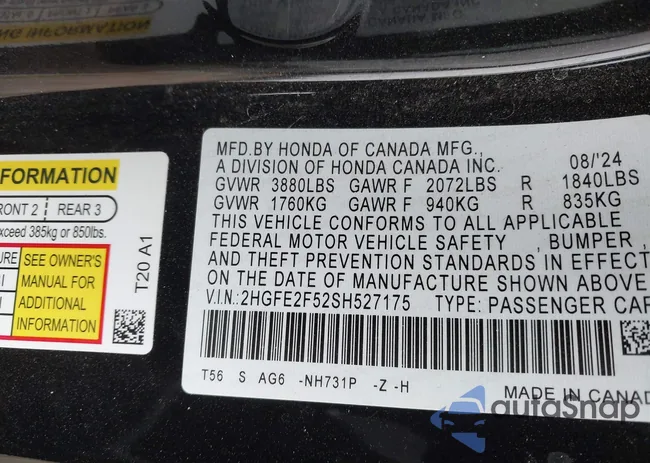 ORMATION
RONT 2 REAR 3
xceed 385kg or 850lbs.
URE
SEE OWNER'S
MANUAL FOR
ADDITIONAL
INFORMATION
T20 A1
MFD.BY HONDA OF CANADA MFG.,
A DIVISION OF HONDA CANADA INC. 08/'24
GVWR 3880LBS GAWR F 2072LBS R 1840LBS
GVWR 1760KG GAWR F 940KG R 835KG
THIS VEHICLE CONFORMS TO ALL APPLICABLE
FEDERAL MOTOR VEHICLE SAFETY , BUMPER ,
AND THEFT PREVENTION STANDARDS IN EFFECT
ON THE DATE OF MANUFACTURE SHOWN ABOVE
V.I.N.: 2HGFE2F52SH527175 TYPE: PASSENGER CAR
T56 S AG6 -NH731P -Z -H
MADE IN CANAD
autoSnap